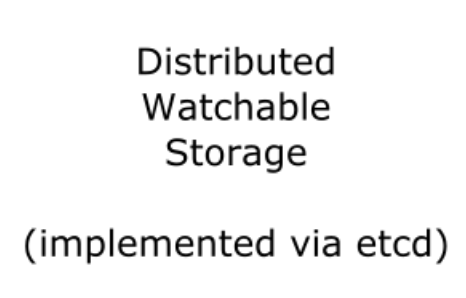 Distributed
Watchable
Storage
(implemented via etcd)